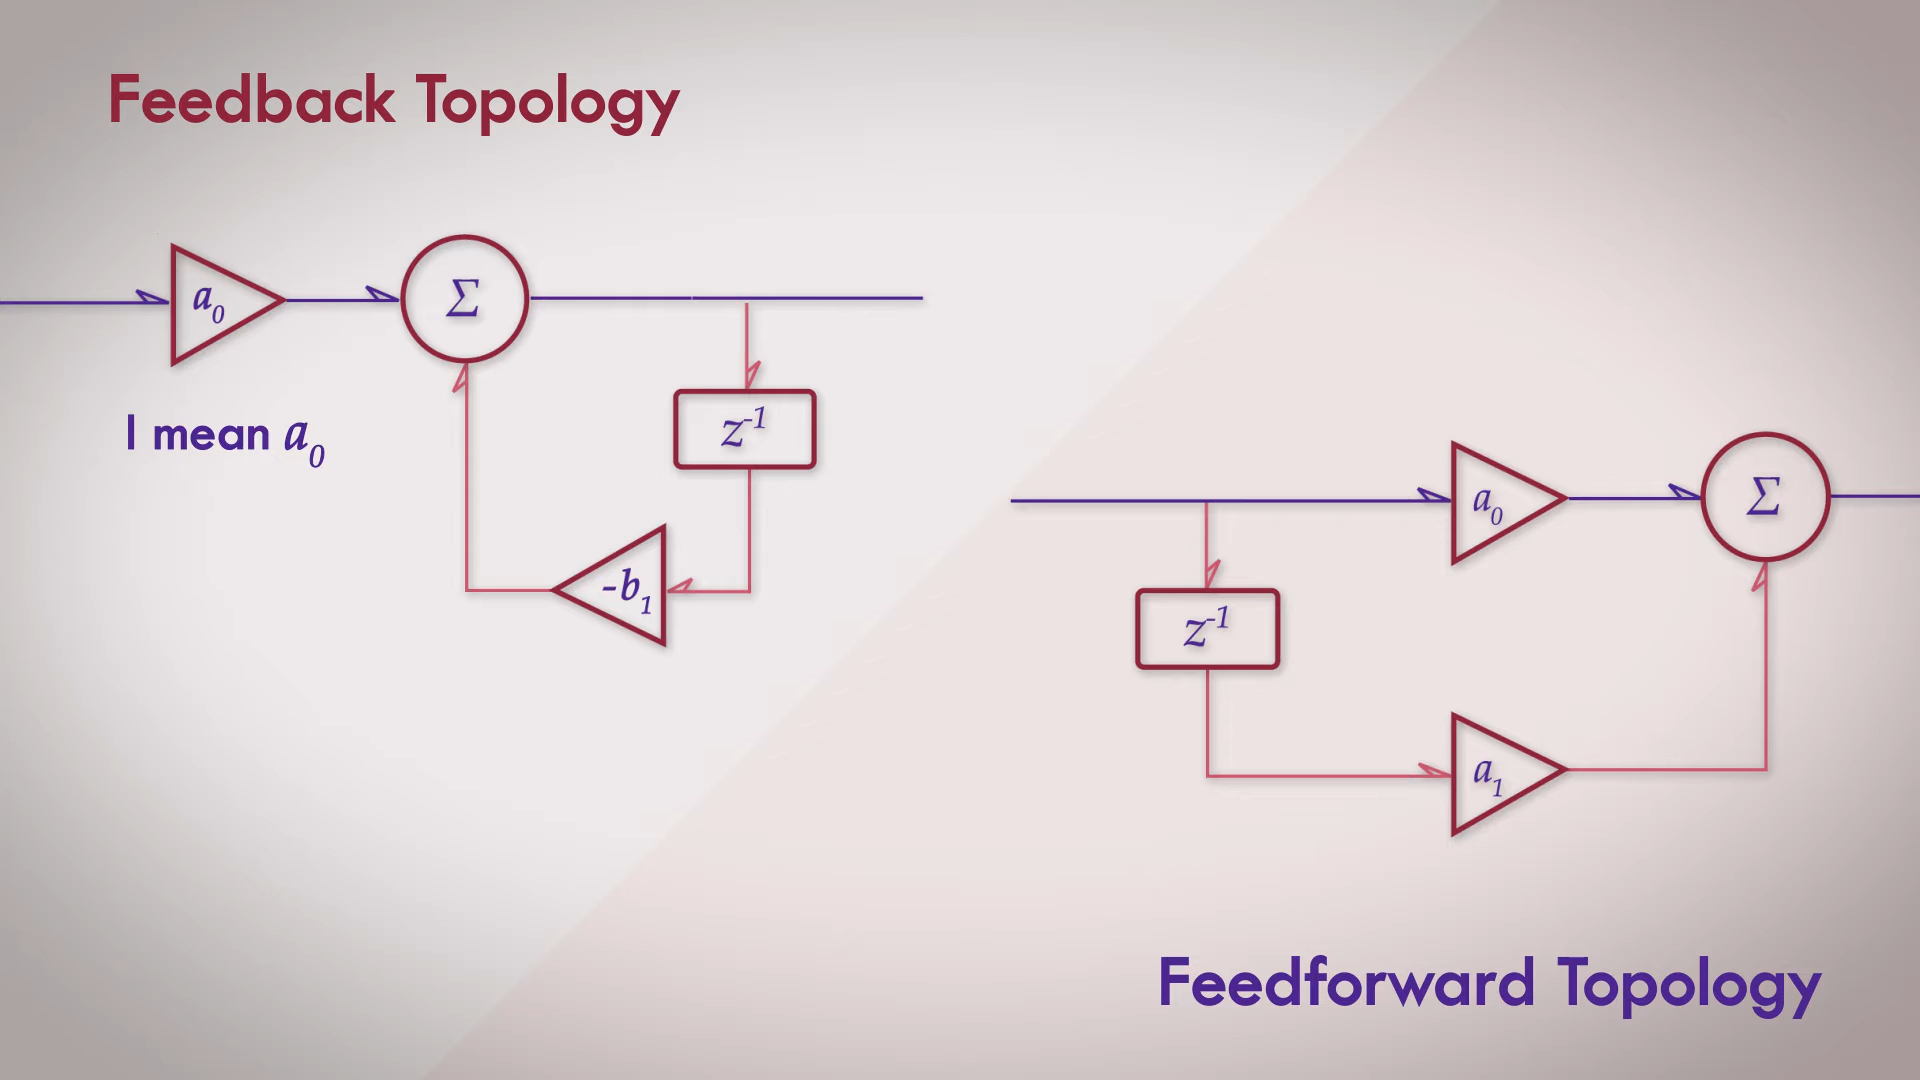 Feedback Topology
a₀
Σ
z⁻¹
I mean a₀
-b₁
a₀
Σ
z⁻¹
a₁
Feedforward Topology